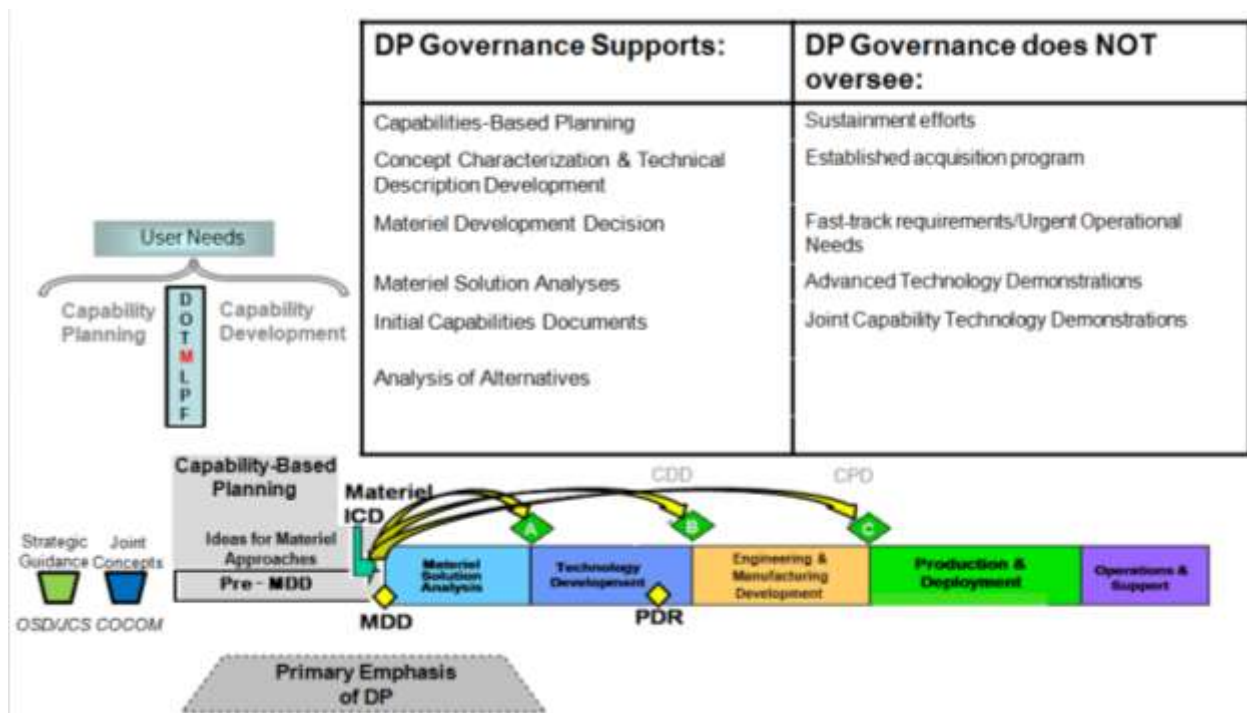 DP Governance Supports:
DP Governance does NOT
oversee:
Capabilities-Based Planning
Sustainment efforts
Concept Characterization & Technical
Description Development
Established acquisition program
Materiel Development Decision
Fast-track requirements/Urgent Operational
Needs
Materiel Solution Analyses
Advanced Technology Demonstrations
Initial Capabilities Documents
Joint Capability Technology Demonstrations
Analysis of Alternatives
User Needs
Capability
Planning
D
O
T
M
L
P
F
Capability
Development
Capability-Based
Planning
Materiel
ICD
CDD
CPD
A
B
C
Strategic
Guidance
Joint
Concepts
Ideas for Materiel
Approaches
Pre - MDD
Materiel
Solution
Analysis
Technology
Development
Engineering &
Manufacturing
Development
Production &
Deployment
Operations &
Support
OSD/JCS
COCOM
MDD
PDR
Primary Emphasis
of DP